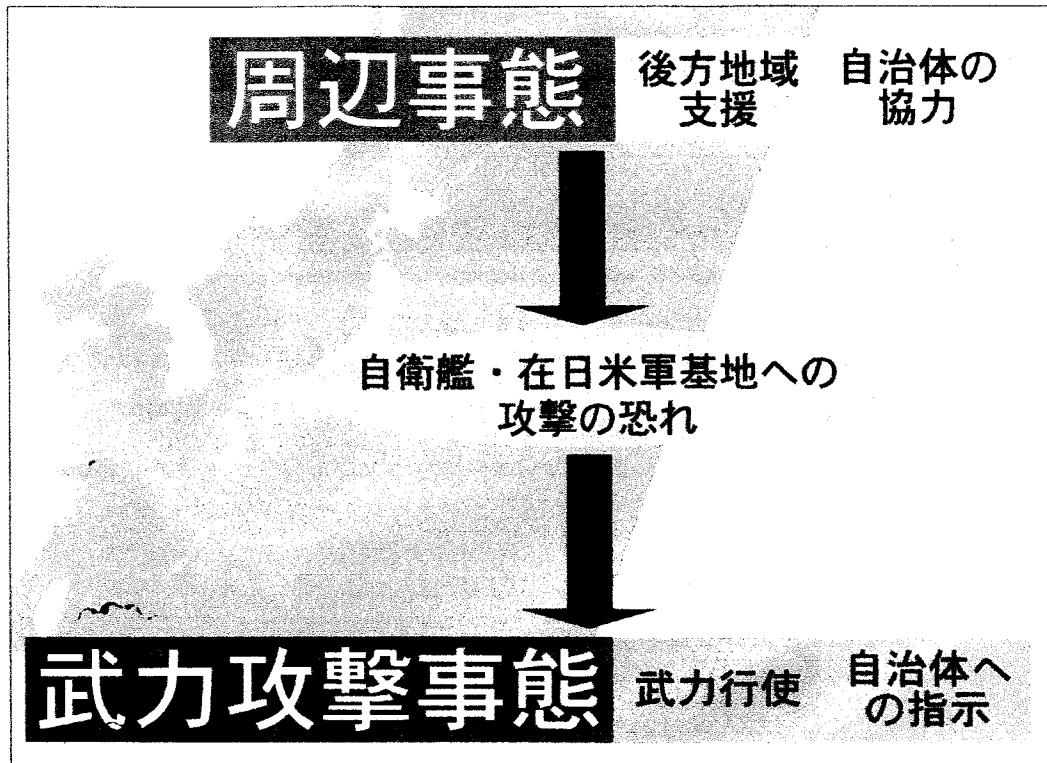 周辺事態
後方地域
支援
自治体の
協力
自衛艦・在日米軍基地への
攻撃の恐れ
武力攻撃事態
武力行使
自治体へ
の指示